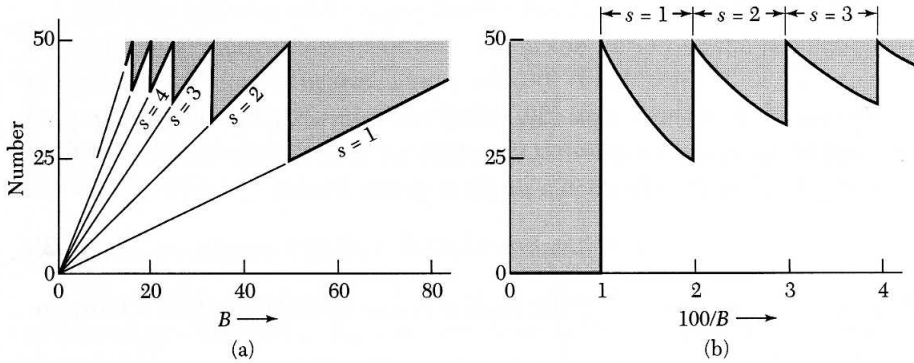 50
25
0
Number
0
20
40
60
80
s = 4
s = 3
s = 2
s = 1
B
(a)
s = 1
s = 2
s = 3
50
25
0
0
1
2
3
4
100/B
(b)